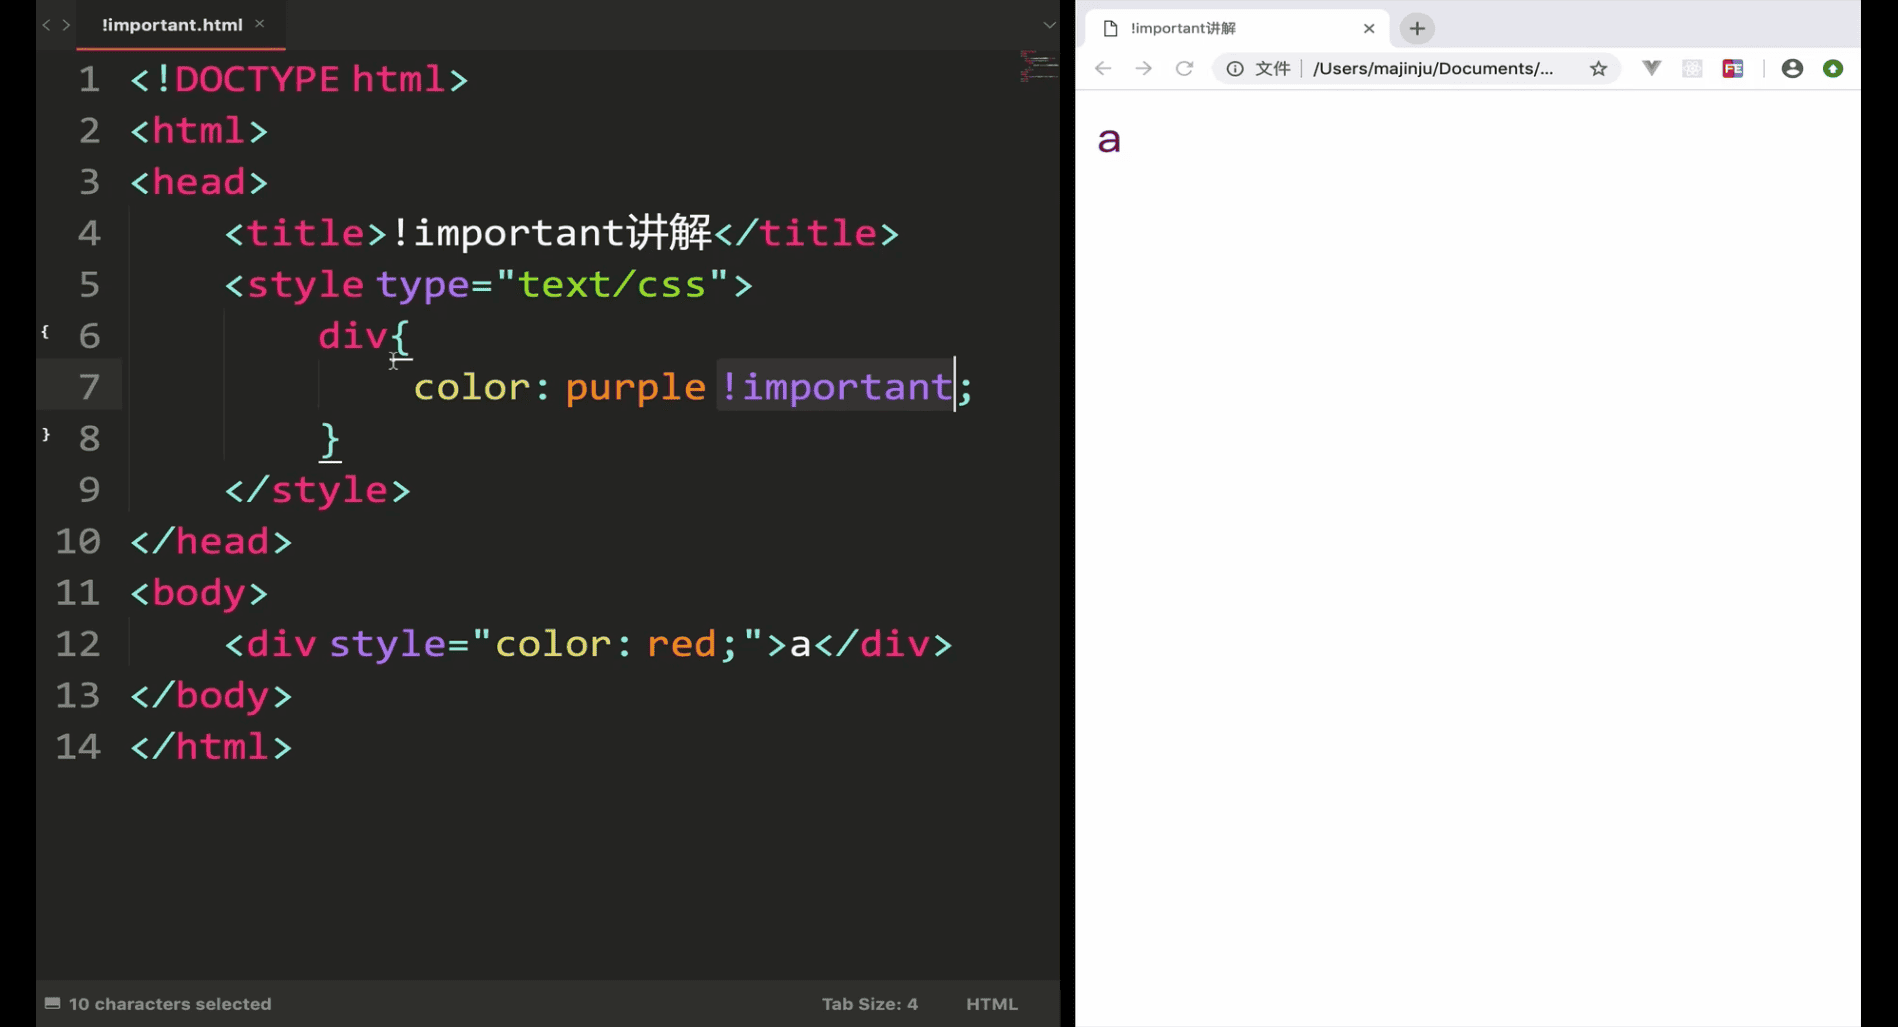 !important.html
1 <!DOCTYPE html>
2 <html>
3 <head>
4 <title>!important讲解</title>
5 <style type="text/css">
6 div{
7 color: purple !important;
8 }
9 </style>
10 </head>
11 <body>
12 <div style="color: red;">a</div>
13 </body>
14 </html>
10 characters selected
Tab Size: 4
HTML
!important讲解
文件 /Users/majinju/Documents/...
FE
a